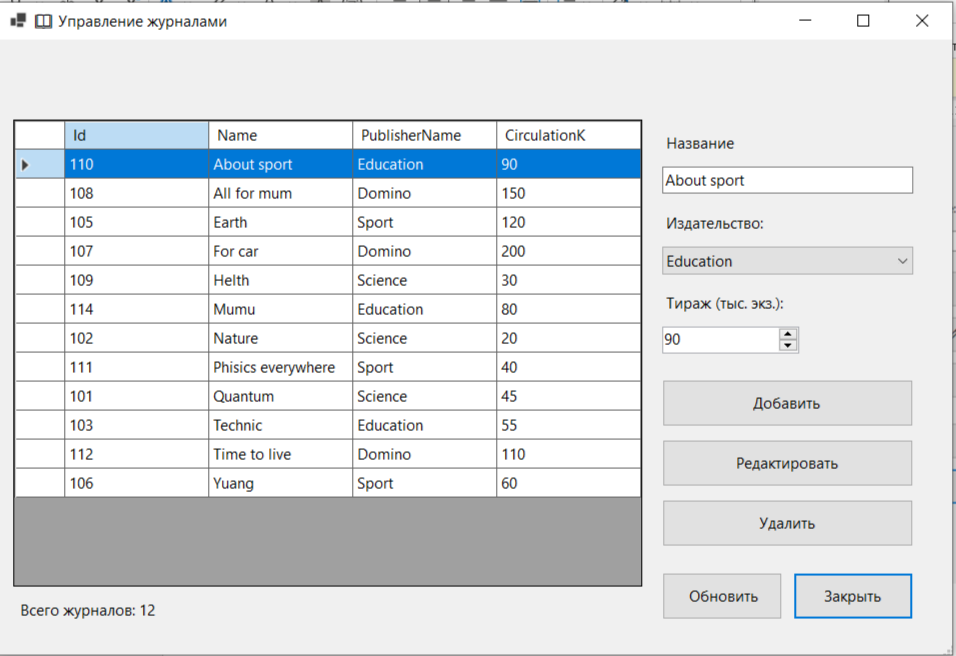 Управление журналами
Id Name PublisherName CirculationK
110 About sport Education 90
108 All for mum Domino 150
105 Earth Sport 120
107 For car Domino 200
109 Helth Science 30
114 Mumu Education 80
102 Nature Science 20
111 Phisics everywhere Sport 40
101 Quantum Science 45
103 Technic Education 55
112 Time to live Domino 110
106 Yuang Sport 60
Всего журналов: 12
Название
About sport
Издательство:
Education
Тираж (тыс. экз.):
90
Добавить
Редактировать
Удалить
Обновить Закрыть